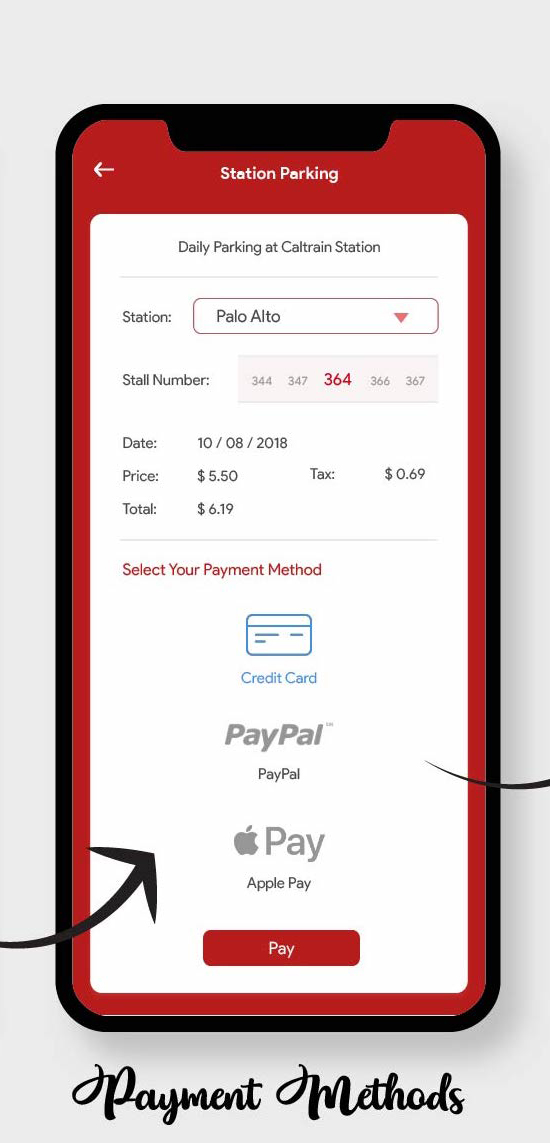 Station Parking
Daily Parking at Caltrain Station
Station: Palo Alto
Stall Number: 344 347 364 366 367
Date: 10 / 08 / 2018
Price: $ 5.50 Tax: $ 0.69
Total: $ 6.19
Select Your Payment Method
Credit Card
PayPal℠
PayPal
Pay
Apple Pay
Pay
Payment Methods